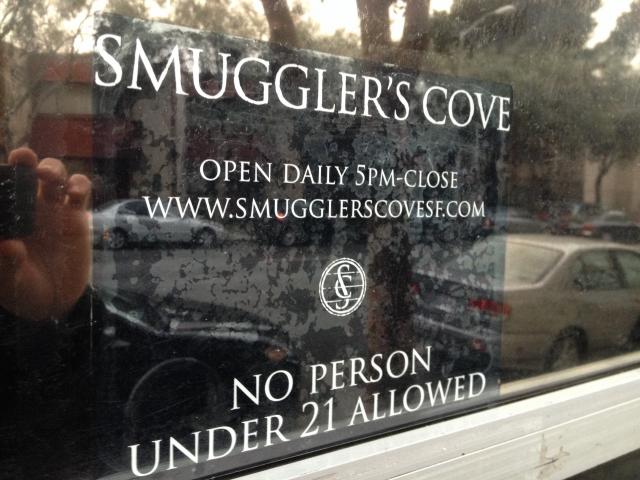 SMUGGLER'S COVE
OPEN DAILY 5PM-CLOSE
WWW.SMUGGLERSCOVESF.COM
SC
NO PERSON
UNDER 21 ALLOWED